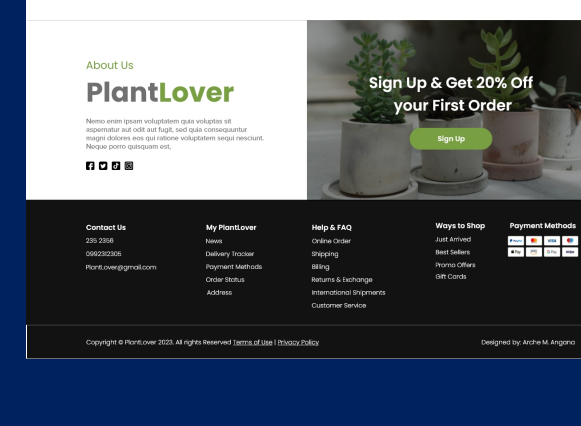 About Us
PlantLover
Nemo enim ipsam voluptatem quia voluptas sit
aspernatur aut odit aut fugit, sed quia consequuntur
magni dolores eos qui ratione voluptatem sequi nesciunt.
Neque porro quisquam est,
Sign Up & Get 20% Off
your First Order
Sign Up
Contact Us
235 2356
0992312305
PlantLover@gmail.com
My PlantLover
News
Delivery Tracker
Payment Methods
Order Status
Address
Help & FAQ
Online Order
Shipping
Billing
Returns & Exchange
International Shipments
Customer Service
Ways to Shop
Just Arrived
Best Sellers
Promo Offers
Gift Cards
Payment Methods
VISA
Copyright © PlantLover 2023. All rights Reserved Terms of Use | Privacy Policy
Designed by: Arche M. Angana